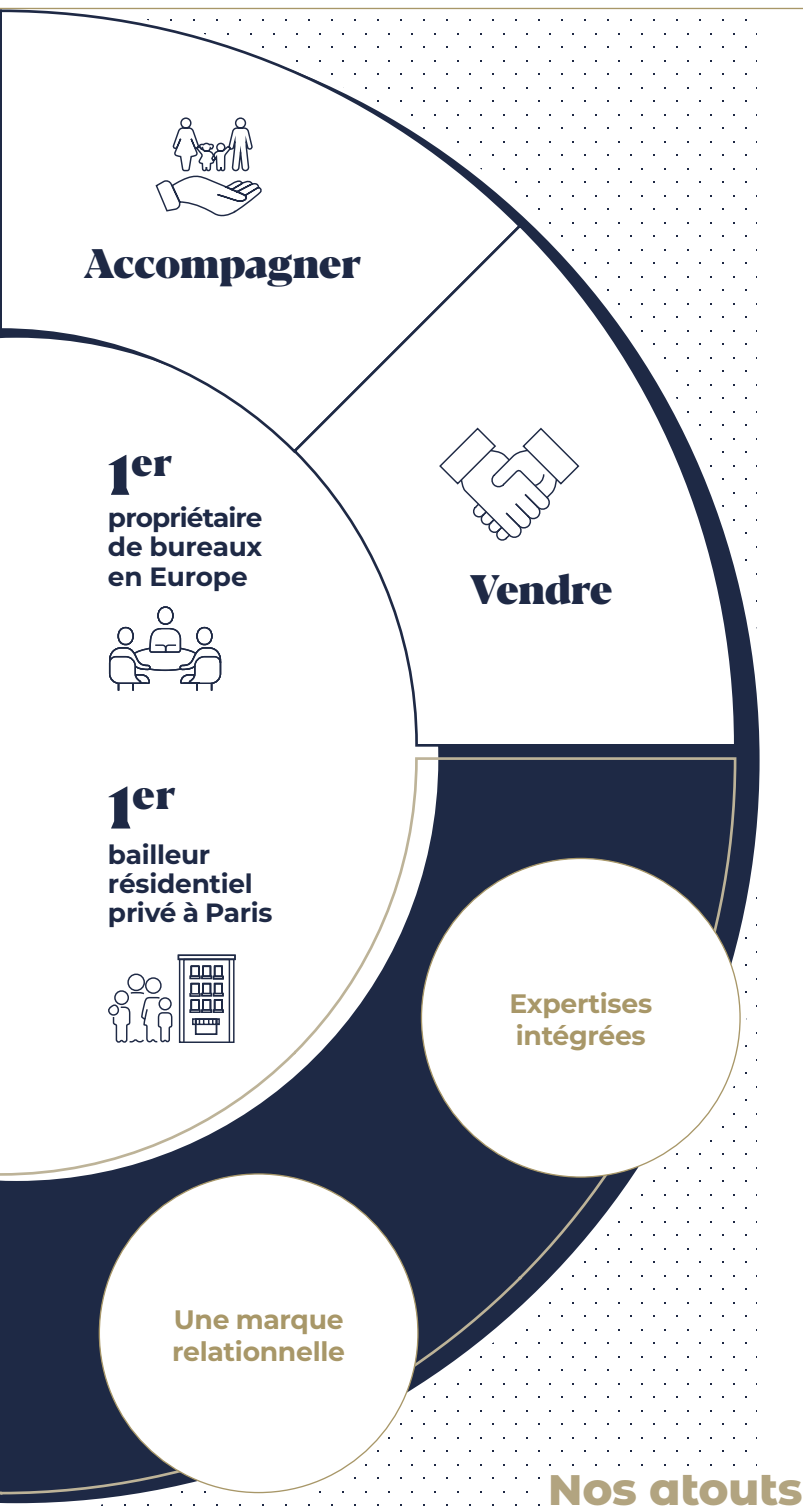 Accompagner
1er
propriétaire
de bureaux
en Europe
Vendre
1er
bailleur
résidentiel
privé à Paris
Expertises
intégrées
Une marque
relationnelle
Nos atouts